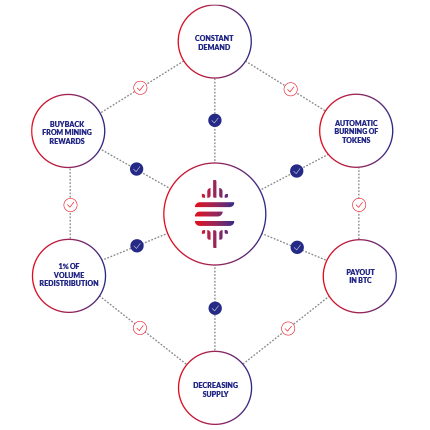 CONSTANT
DEMAND
BUYBACK
FROM MINING
REWARDS
AUTOMATIC
BURNING OF
TOKENS
1% OF
VOLUME
REDISTRIBUTION
PAYOUT
IN BTC
DECREASING
SUPPLY